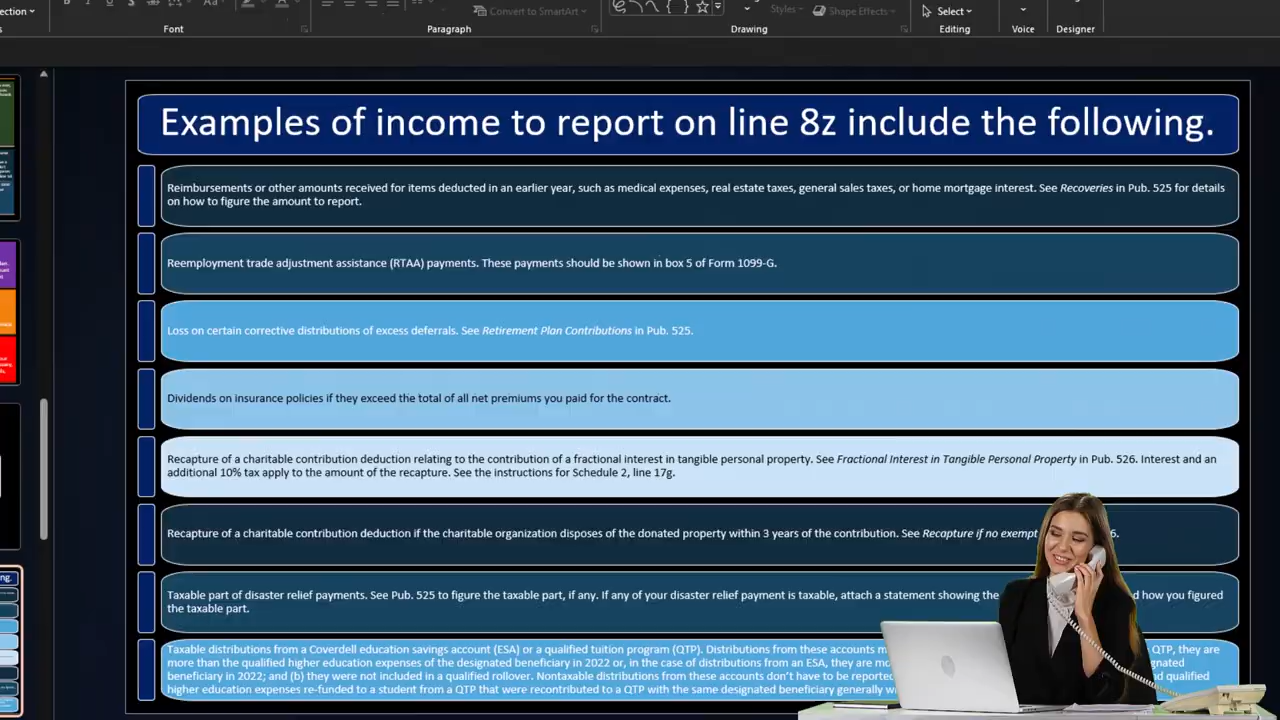 ection
Convert to SmartArt
Styles
Shape Effects
Select
Font
Paragraph
Drawing
Editing
Voice
Designer
Examples of income to report on line 8z include the following.
Reimbursements or other amounts received for items deducted in an earlier year, such as medical expenses, real estate taxes, general sales taxes, or home mortgage interest. See Recoveries in Pub. 525 for details
on how to figure the amount to report.
Reemployment trade adjustment assistance (RTAA) payments. These payments should be shown in box 5 of Form 1099-G.
Loss on certain corrective distributions of excess deferrals. See Retirement Plan Contributions in Pub. 525.
Dividends on insurance policies if they exceed the total of all net premiums you paid for the contract.
Recapture of a charitable contribution deduction relating to the contribution of a fractional interest in tangible personal property. See Fractional Interest in Tangible Personal Property in Pub. 526. Interest and an
additional 10% tax apply to the amount of the recapture. See the instructions for Schedule 2, line 17g.
Recapture of a charitable contribution deduction if the charitable organization disposes of the donated property within 3 years of the contribution. See Recapture if no exempt 6.
Taxable part of disaster relief payments. See Pub. 525 to figure the taxable part, if any. If any of your disaster relief payment is taxable, attach a statement showing the d how you figured
the taxable part.
Taxable distributions from a Coverdell education savings account (ESA) or a qualified tuition program (QTP). Distributions from these accounts m QTP, they are
more than the qualified higher education expenses of the designated beneficiary in 2022 or, in the case of distributions from an ESA, they are mo gnated
beneficiary in 2022; and (b) they were not included in a qualified rollover. Nontaxable distributions from these accounts don't have to be reported d qualified
higher education expenses re-funded to a student from a QTP that were recontributed to a QTP with the same designated beneficiary generally w